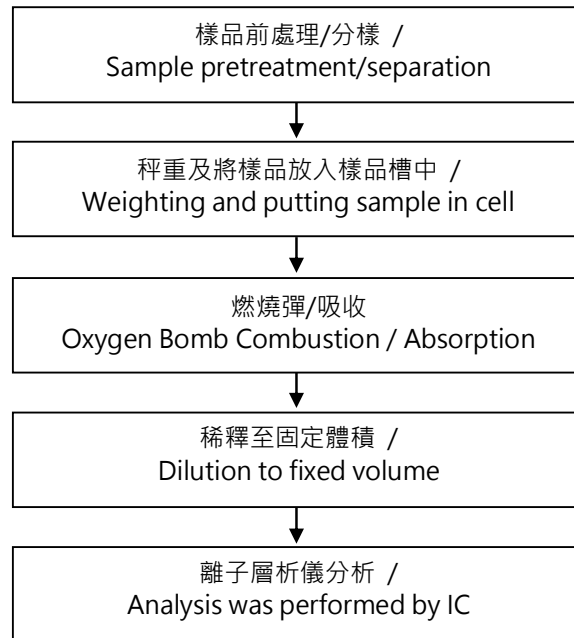 樣品前處理/分樣 /
Sample pretreatment/separation
秤重及將樣品放入樣品槽中 /
Weighting and putting sample in cell
燃燒彈/吸收
Oxygen Bomb Combustion / Absorption
稀釋至固定體積 /
Dilution to fixed volume
離子層析儀分析 /
Analysis was performed by IC